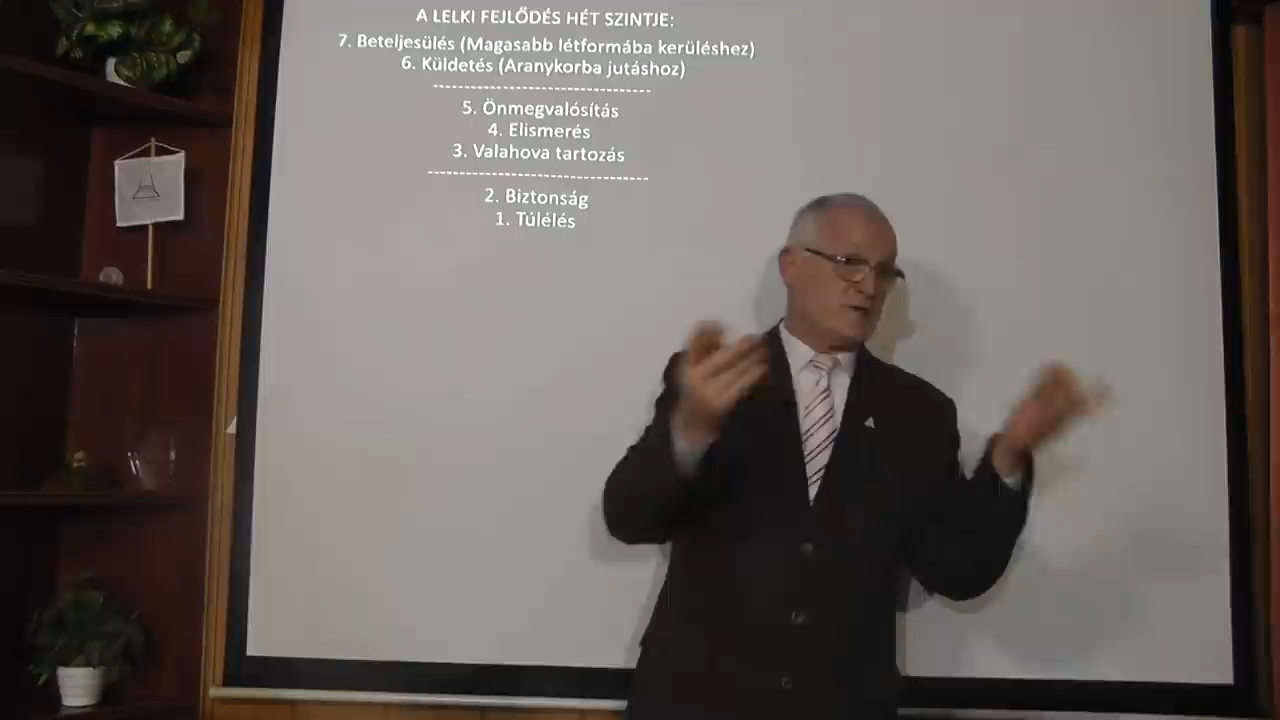 A LELKI FEJLŐDÉS HÉT SZINTJE:
7. Beteljesülés (Magasabb létformába kerüléshez)
6. Küldetés (Aranykorba jutáshoz)
-----------------------------------
5. Önmegvalósítás
4. Elismerés
3. Valahova tartozás
-----------------------------------
2. Biztonság
1. Túlélés